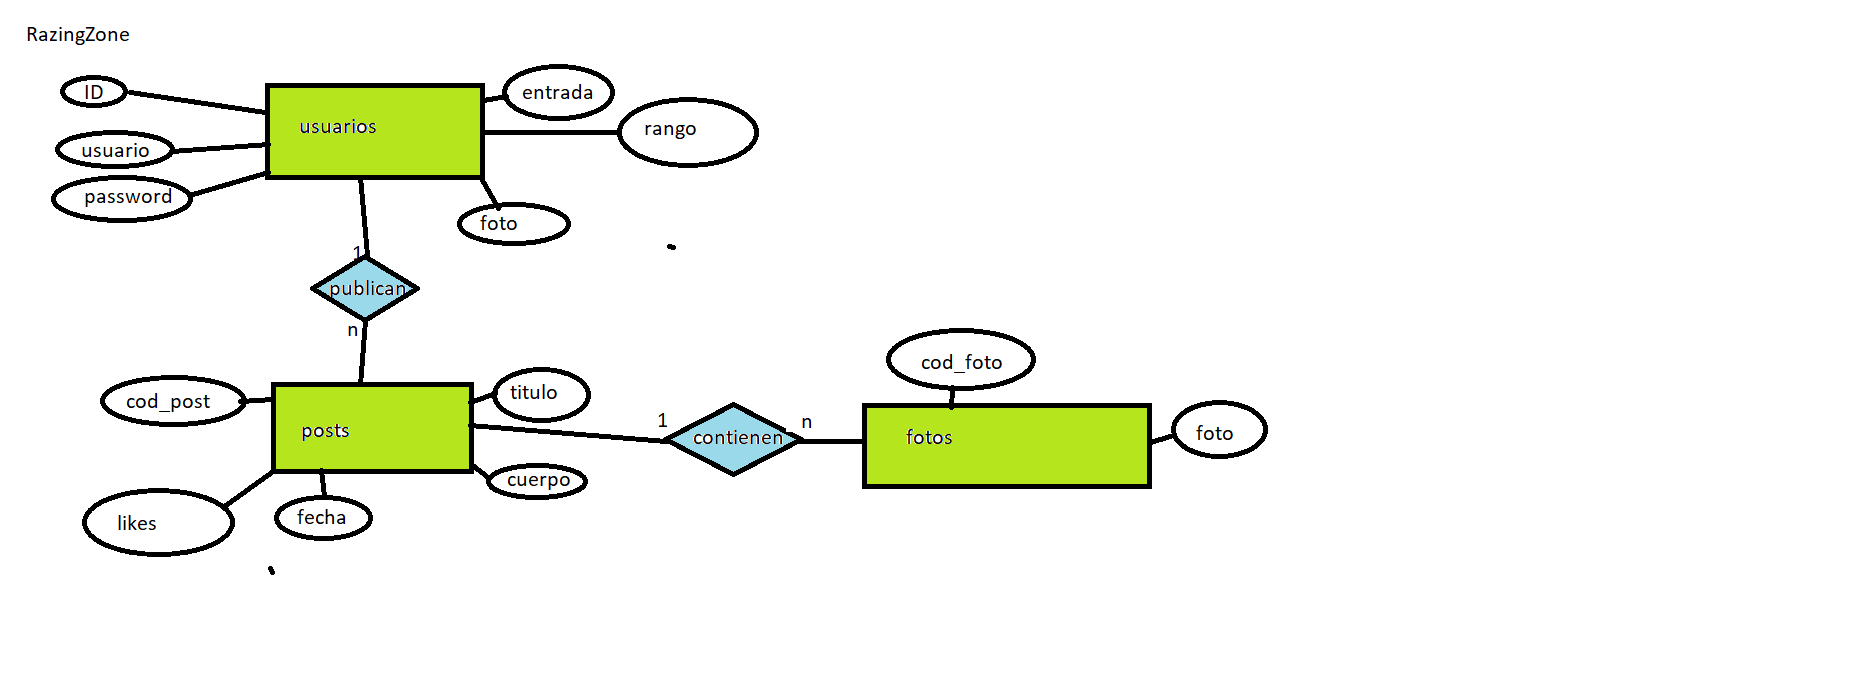 RazingZone
ID
usuarios
entrada
rango
usuario
password
foto
1
publican
n
cod_foto
cod_post
titulo
posts
1
contienen
n
fotos
foto
cuerpo
likes
fecha